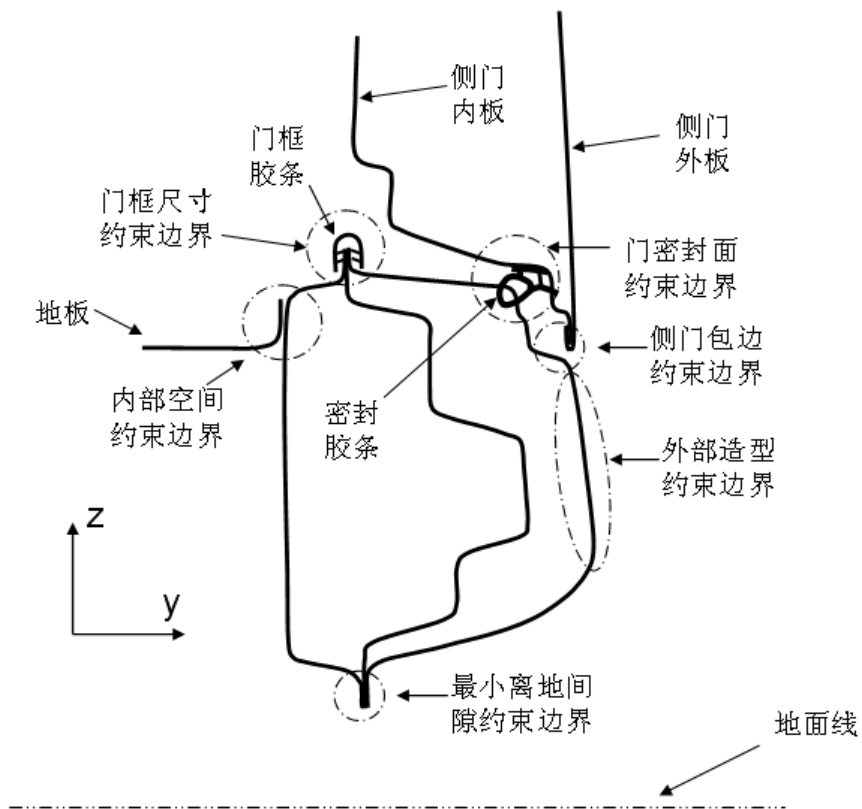 侧门
内板
侧门
外板
门框
胶条
门框尺寸
约束边界
门密封面
约束边界
地板
侧门包边
约束边界
内部空间
约束边界
密封
胶条
外部造型
约束边界
z
y
最小离地间
隙约束边界
地面线